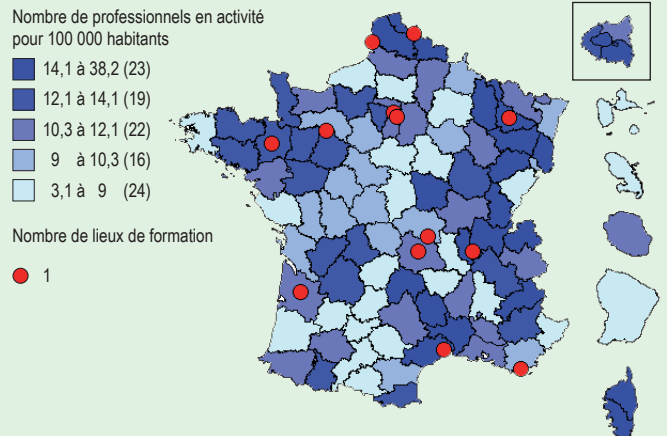 Nombre de professionnels en activité
pour 100 000 habitants
14,1 à 38,2 (23)
12,1 à 14,1 (19)
10,3 à 12,1 (22)
9 à 10,3 (16)
3,1 à 9 (24)
Nombre de lieux de formation
1